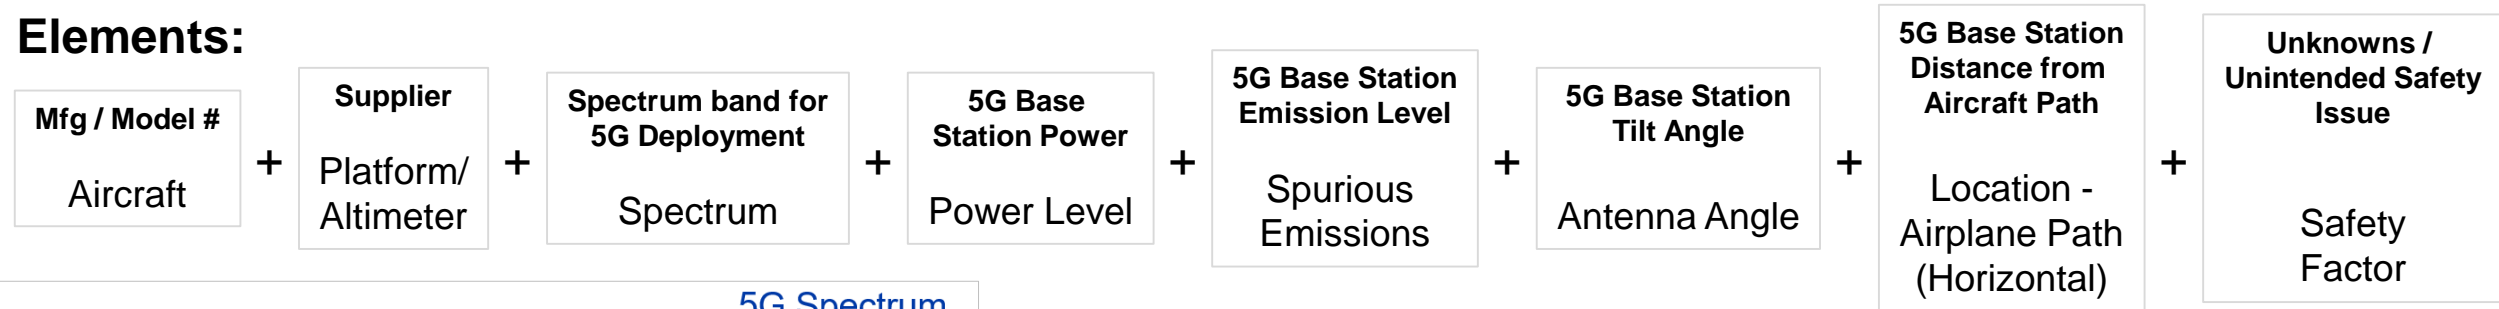 Elements:
Mfg / Model #
Aircraft
+
Supplier
Platform/
Altimeter
+
Spectrum band for
5G Deployment
Spectrum
+
5G Base
Station Power
Power Level
+
5G Base Station
Emission Level
Spurious
Emissions
+
5G Base Station
Tilt Angle
Antenna Angle
+
5G Base Station
Distance from
Aircraft Path
Location -
Airplane Path
(Horizontal)
+
Unknowns /
Unintended Safety
Issue
Safety
Factor
5G Spectrum